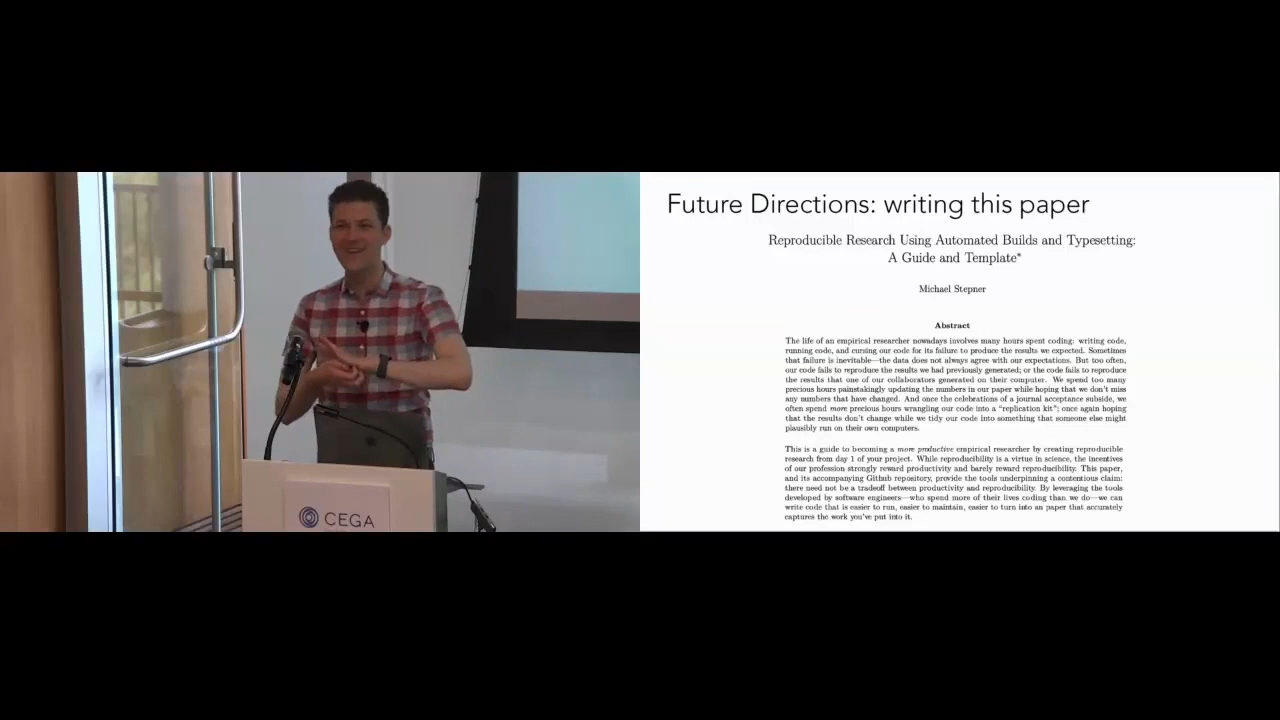 Future Directions: writing this paper
Reproducible Research Using Automated Builds and Typesetting:
A Guide and Template*
Michael Stepner
Abstract
The life of an empirical researcher nowadays involves many hours spent coding: writing code,
running code, and cursing our code for its failure to produce the results we expected. Sometimes
that failure is inevitable—the data does not always agree with our expectations. But too often,
our code fails to reproduce the results we had previously generated; or the code fails to reproduce
the results that one of our collaborators generated on their computer. We spend too many
precious hours painstakingly updating the numbers in our paper while hoping that we don't miss
any numbers that have changed. And once the celebrations of a journal acceptance subside, we
often spend more precious hours wrangling our code into a "replication kit"; once again hoping
that the results don't change while we tidy our code into something that someone else might
plausibly run on their own computers.
This is a guide to becoming a more productive empirical researcher by creating reproducible
research from day 1 of your project. While reproducibility is a virtue in science, the incentives
of our profession strongly reward productivity and barely reward reproducibility. This paper,
and its accompanying Github repository, provide the tools underpinning a contentious claim:
there need not be a tradeoff between productivity and reproducibility. By leveraging the tools
developed by software engineers—who spend more of their lives coding than we do—we can
write code that is easier to run, easier to maintain, easier to turn into an paper that accurately
captures the work you've put into it.
CEGA